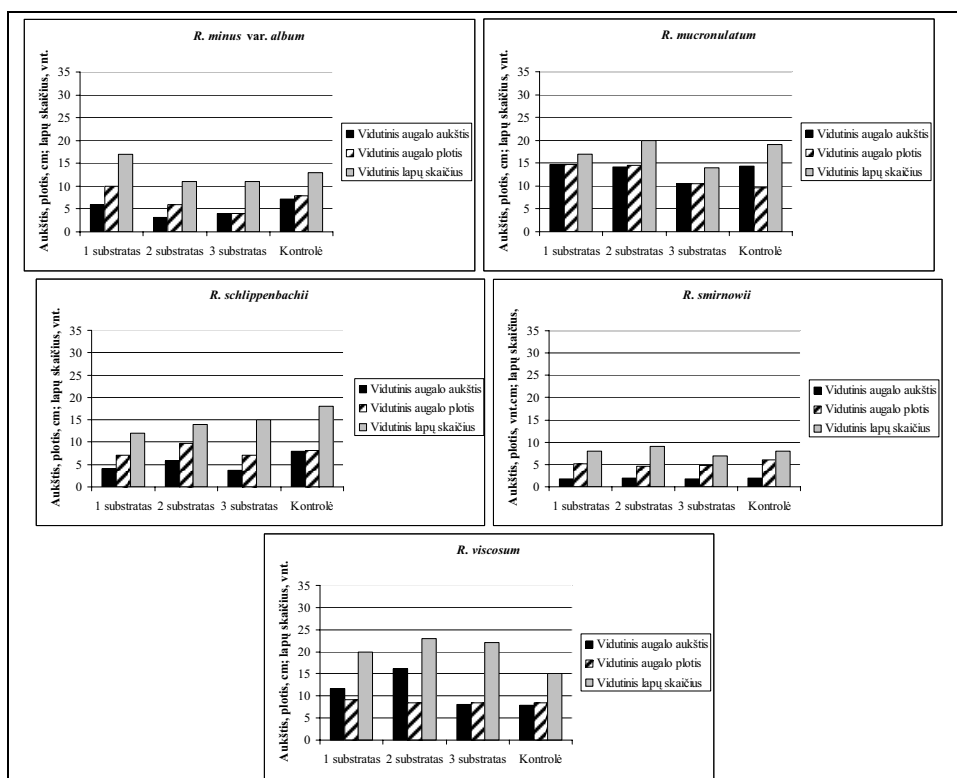 R. minus var. album
Aukštis, plotis, cm; lapų skaičius, vnt.
35
30
25
20
15
10
5
0
1 substratas 2 substratas 3 substratas Kontrolė
Vidutinis augalo aukštis
Vidutinis augalo plotis
Vidutinis lapų skaičius
R. mucronulatum
Aukštis, plotis, cm; lapų skaičius, vnt.
35
30
25
20
15
10
5
0
1 substratas 2 substratas 3 substratas Kontrolė
Vidutinis augalo aukštis
Vidutinis augalo plotis
Vidutinis lapų skaičius
R. schlippenbachii
Aukštis, plotis, cm; lapų skaičius, vnt.
35
30
25
20
15
10
5
0
1 substratas 2 substratas 3 substratas Kontrolė
Vidutinis augalo aukštis
Vidutinis augalo plotis
Vidutinis lapų skaičius
R. smirnowii
Aukštis, plotis, vnt.cm; lapų skaičius,
35
30
25
20
15
10
5
0
1 substratas 2 substratas 3 substratas Kontrolė
Vidutinis augalo aukštis
Vidutinis augalo plotis
Vidutinis lapų skaičius
R. viscosum
Aukštis, plotis, cm; lapų skaičius, vnt.
35
30
25
20
15
10
5
0
1 substratas 2 substratas 3 substratas Kontrolė
Vidutinis augalo aukštis
Vidutinis augalo plotis
Vidutinis lapų skaičius